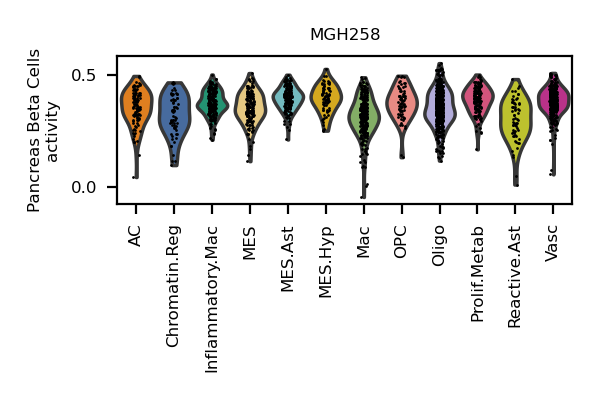 MGH258
Pancreas Beta Cells
activity
0.5
0.0
AC
Chromatin.Reg
Inflammatory.Mac
MES
MES.Ast
MES.Hyp
Mac
OPC
Oligo
Prolif.Metab
Reactive.Ast
Vasc